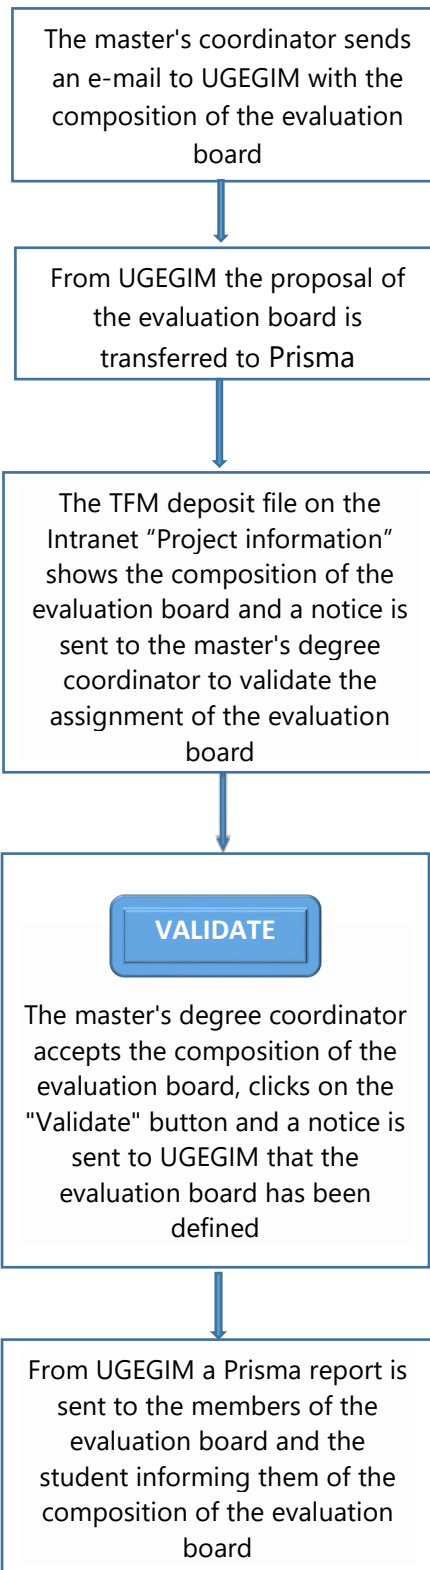 The master's coordinator sends
an e-mail to UGEGIM with the
composition of the evaluation
board
From UGEGIM the proposal of
the evaluation board is
transferred to Prisma
The TFM deposit file on the
Intranet “Project information”
shows the composition of the
evaluation board and a notice is
sent to the master's degree
coordinator to validate the
assignment of the evaluation
board
VALIDATE
The master's degree coordinator
accepts the composition of the
evaluation board, clicks on the
"Validate" button and a notice is
sent to UGEGIM that the
evaluation board has been
defined
From UGEGIM a Prisma report is
sent to the members of the
evaluation board and the
student informing them of the
composition of the evaluation
board